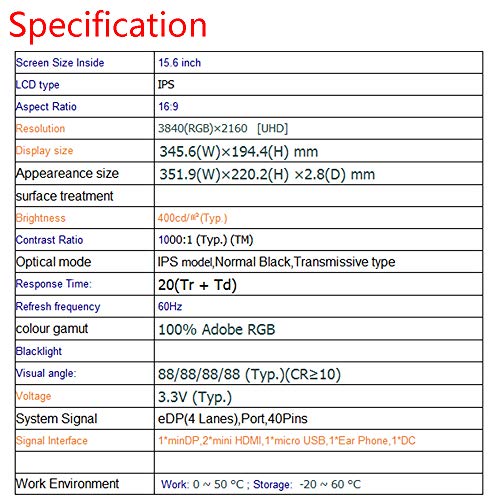 Specification
Screen Size Inside 15.6 inch
LCD type IPS
Aspect Ratio 16:9
Resolution 3840(RGB)×2160 [UHD]
Display size 345.6(W)×194.4(H) mm
Appeareance size 351.9(W)×220.2(H) ×2.8(D) mm
surface treatment
Brightness 400cd/㎡(Typ.)
Contrast Ratio 1000:1 (Typ.) (TM)
Optical mode IPS model,Normal Black,Transmissive type
Response Time: 20(Tr + Td)
Refresh frequency 60Hz
colour gamut 100% Adobe RGB
Blacklight
Visual angle: 88/88/88/88 (Typ.)(CR≥10)
Voltage 3.3V (Typ.)
System Signal eDP(4 Lanes),Port,40Pins
Signal Interface 1*minDP,2*mini HDMI,1*micro USB,1*Ear Phone,1*DC
Work Environment Work: 0 ~ 50 °C ; Storage: -20 ~ 60 °C